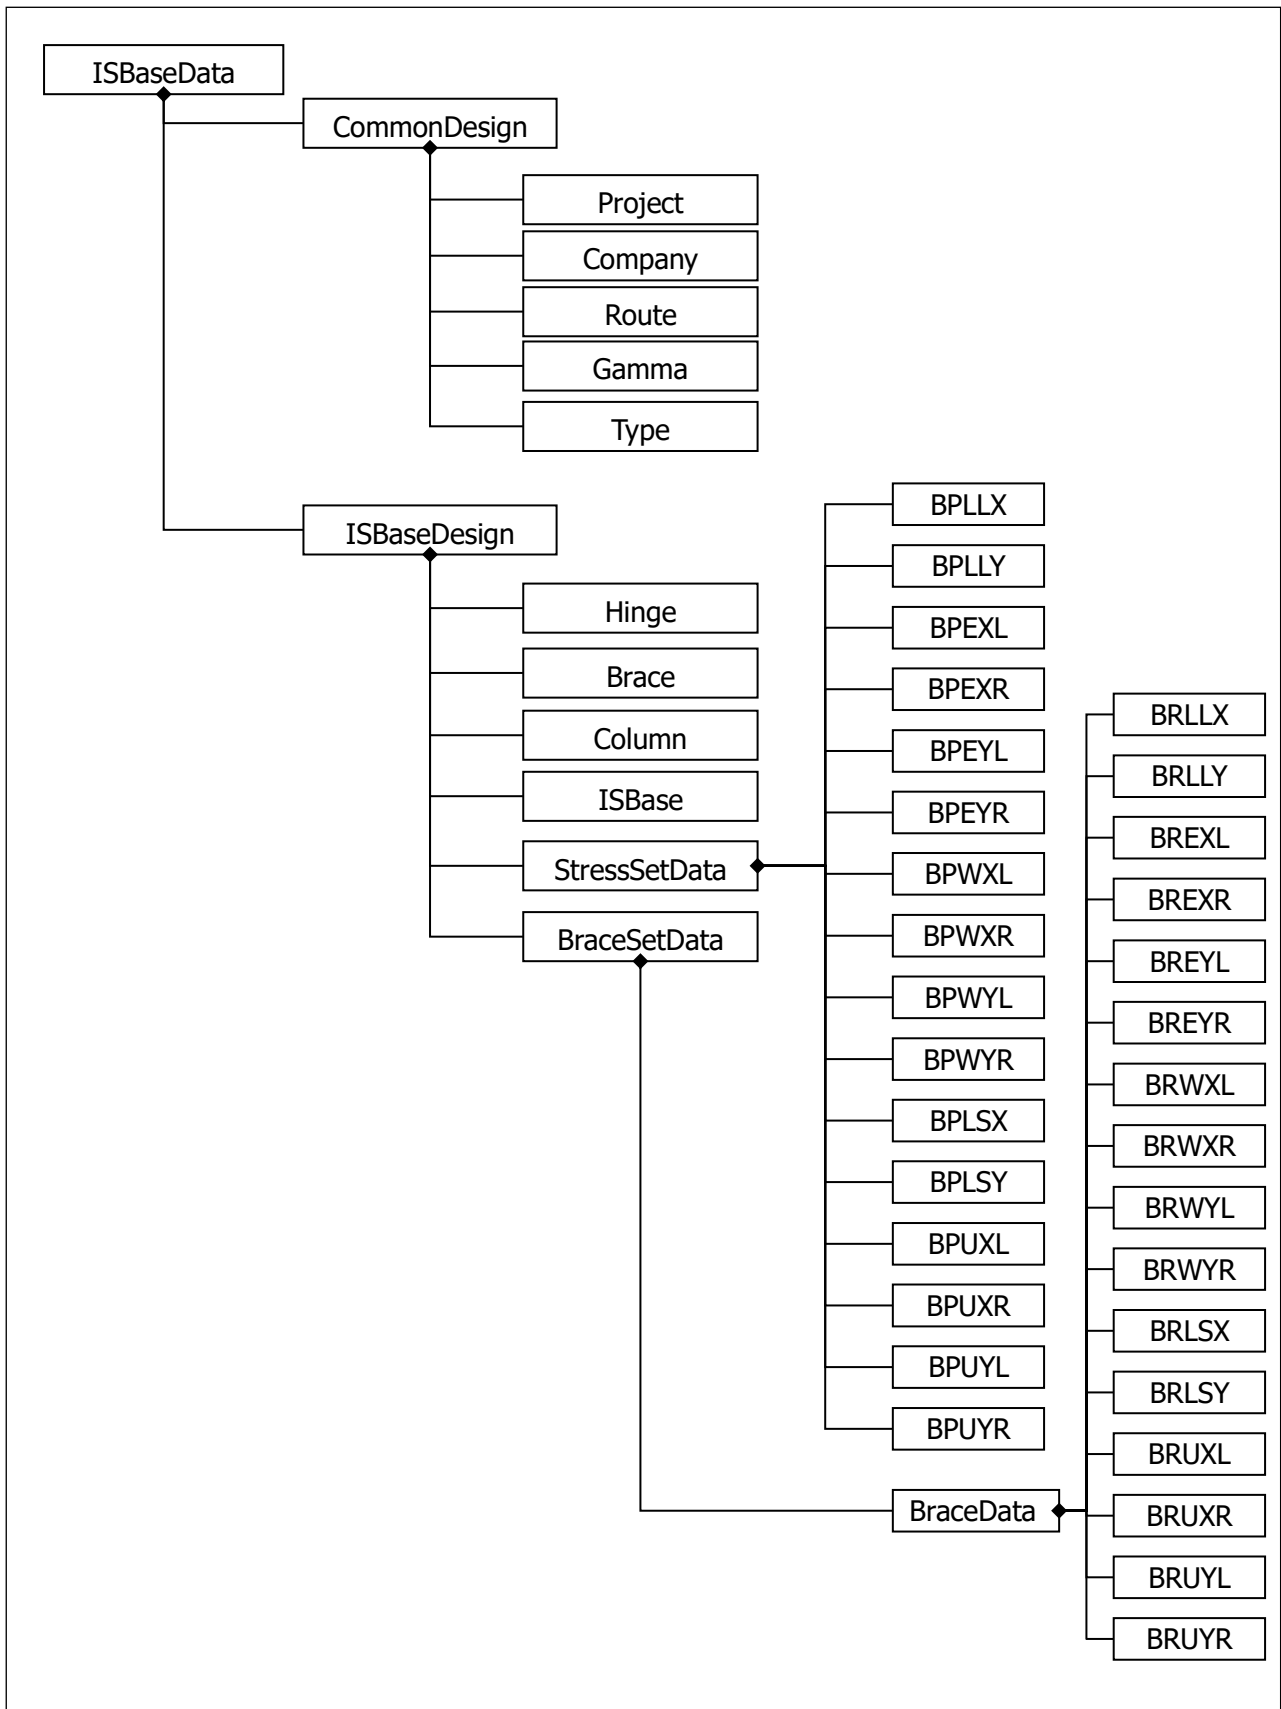 ISBaseData
CommonDesign
Project
Company
Route
Gamma
Type
ISBaseDesign
Hinge
Brace
Column
ISBase
StressSetData
BraceSetData
BPLLX
BPLLY
BPEXL
BPEXR
BPEYL
BPEYR
BPWXL
BPWXR
BPWYL
BPWYR
BPLSX
BPLSY
BPUXL
BPUXR
BPUYL
BPUYR
BraceData
BRLLX
BRLLY
BREXL
BREXR
BREYL
BREYR
BRWXL
BRWXR
BRWYL
BRWYR
BRLSX
BRLSY
BRUXL
BRUXR
BRUYL
BRUYR